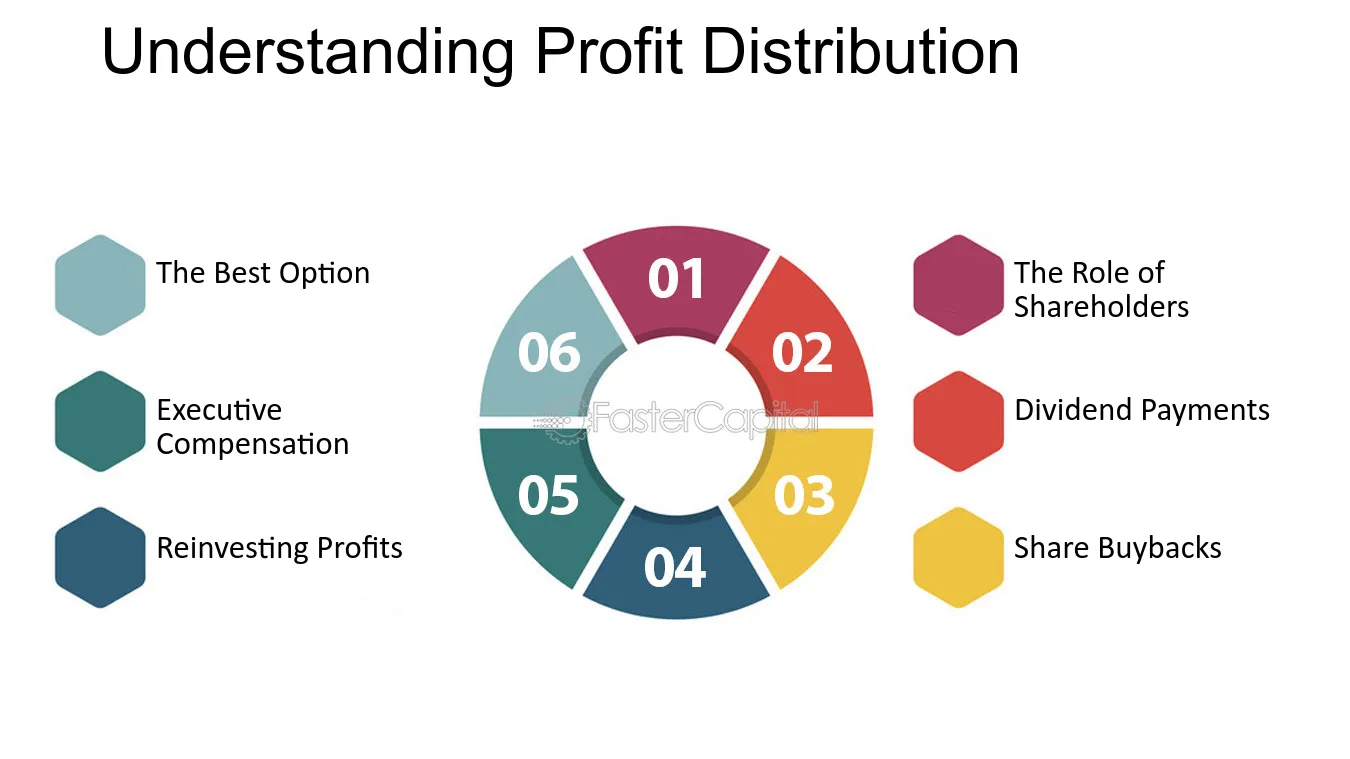 Understanding Profit Distribution
The Best Option
Executive
Compensation
Reinvesting Profits
01
02
03
04
05
06
FasterCapital
The Role of
Shareholders
Dividend Payments
Share Buybacks